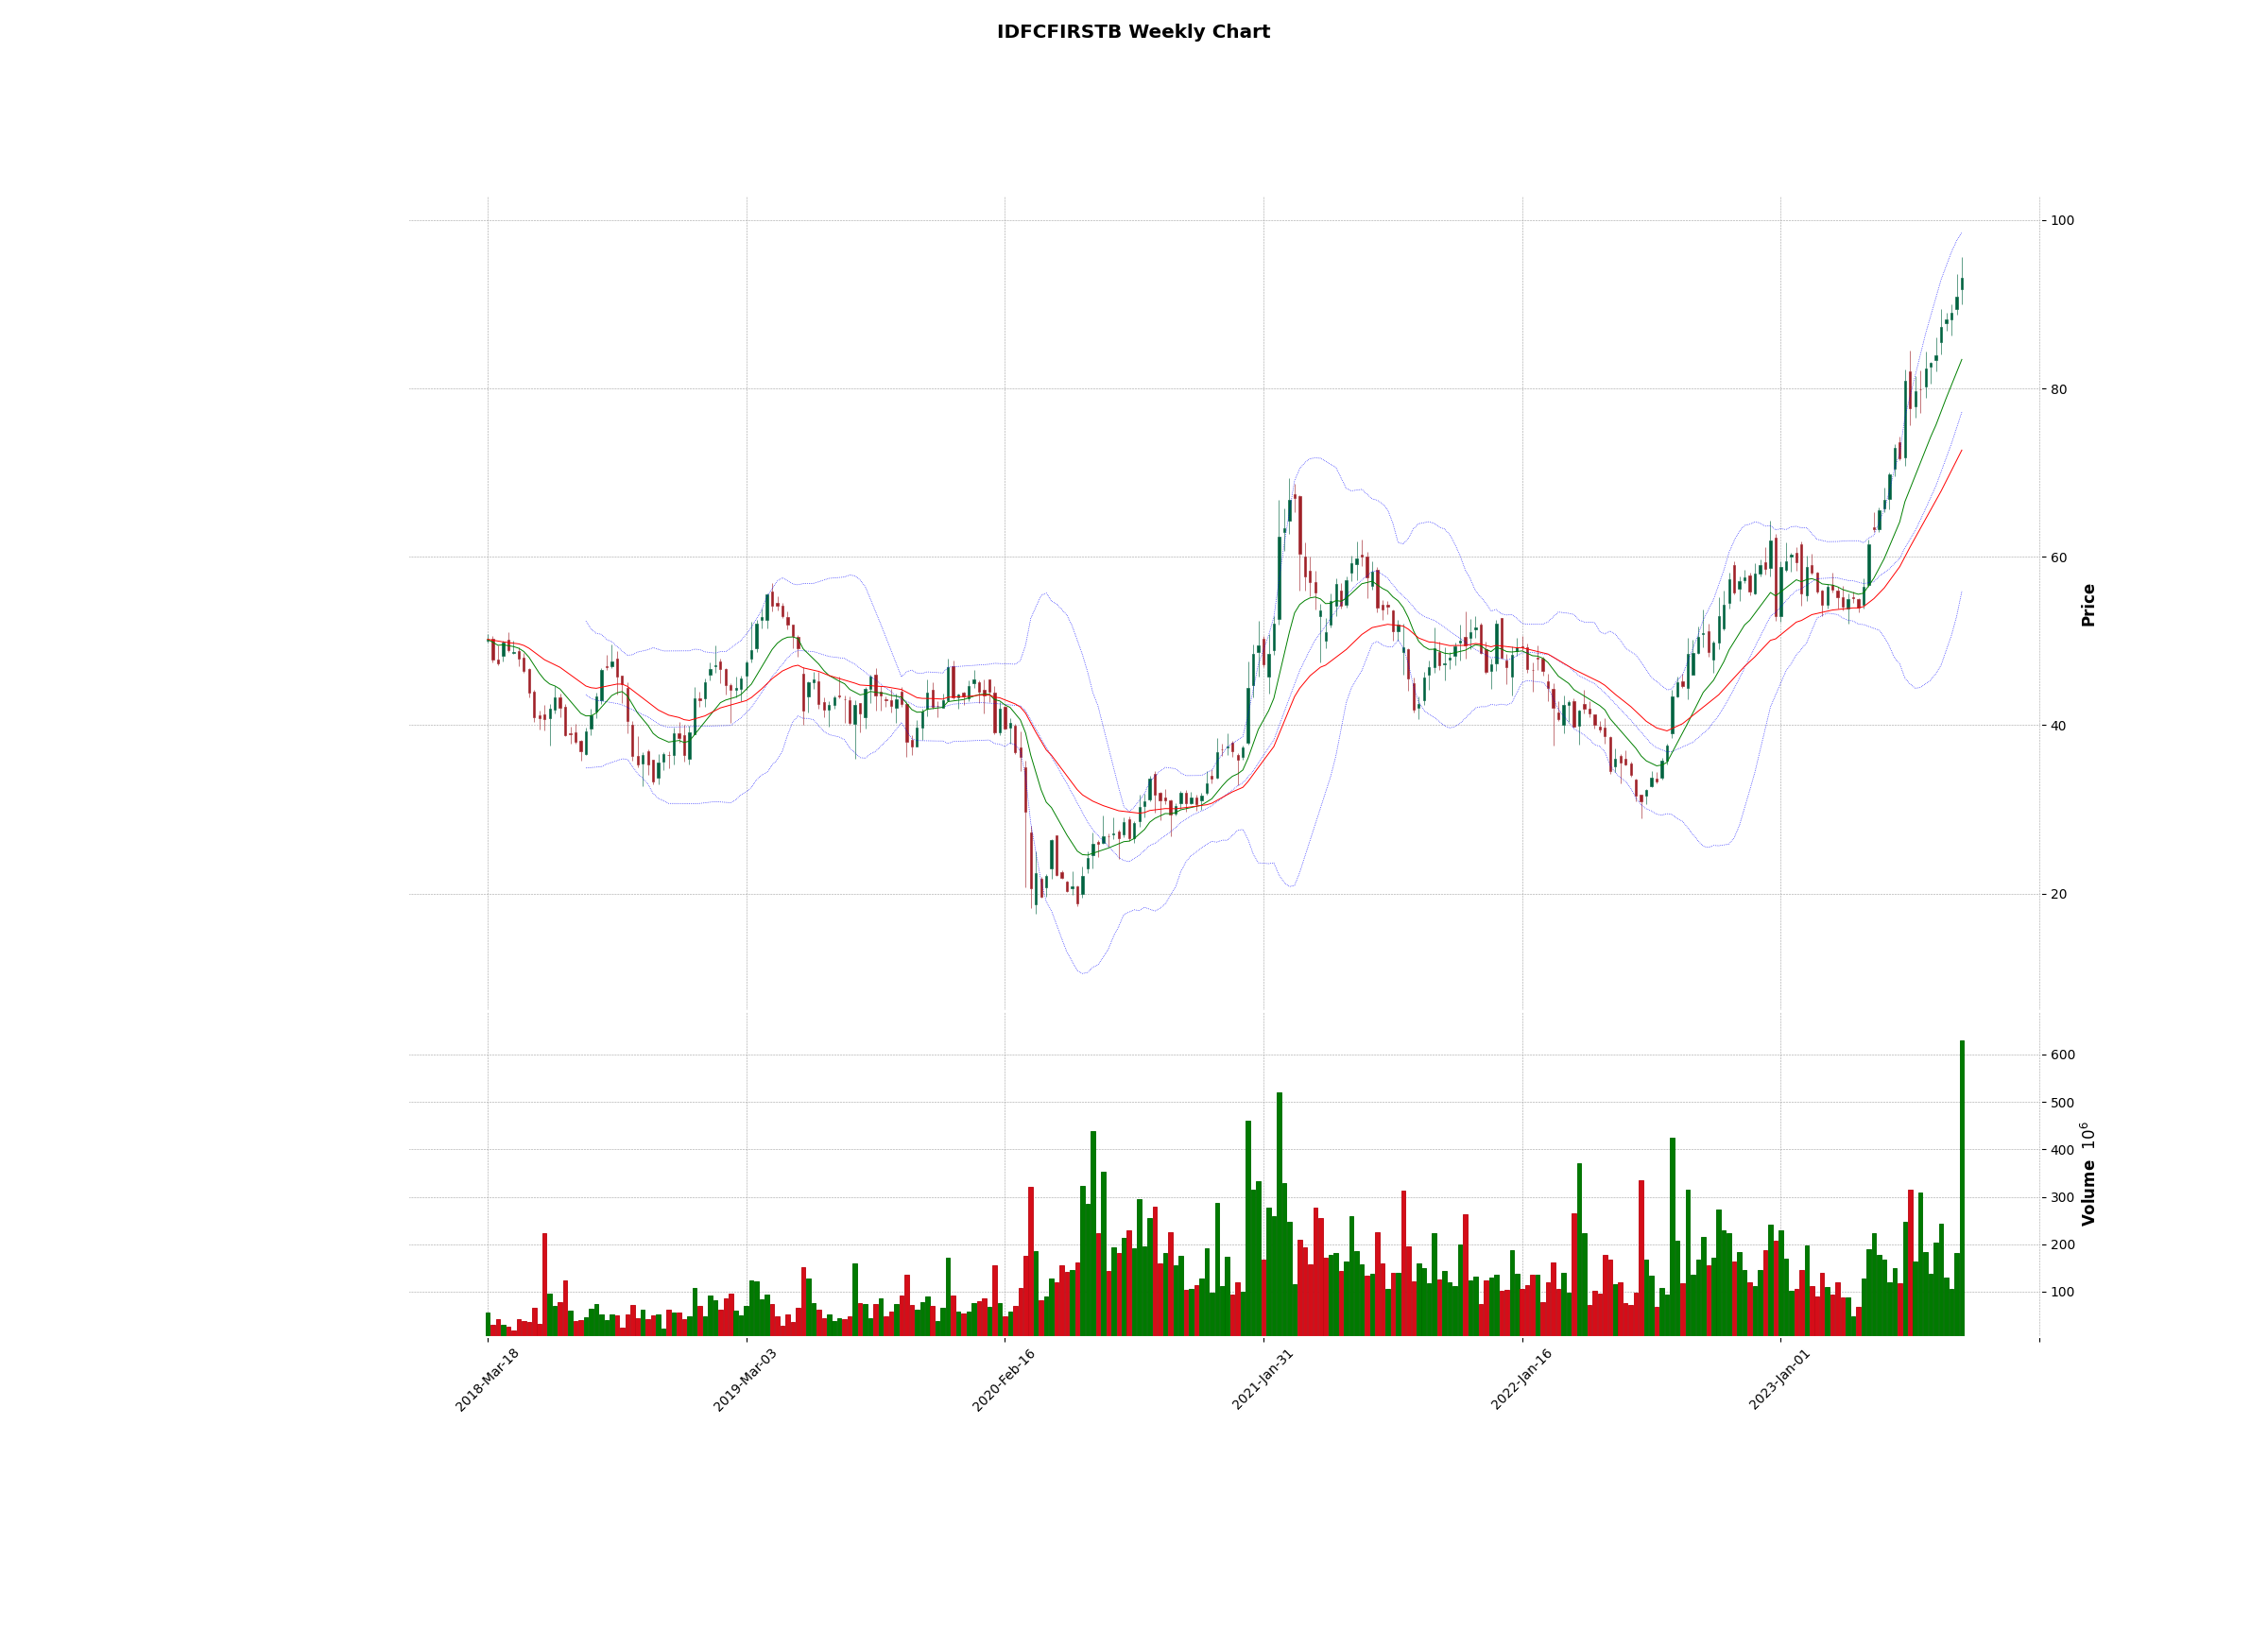 IDFCFIRSTB Weekly Chart
100
80
60
40
20
Price
600
500
400
300
200
100
Volume 10^6
2018-Mar-18
2019-Mar-03
2020-Feb-16
2021-Jan-31
2022-Jan-16
2023-Jan-01